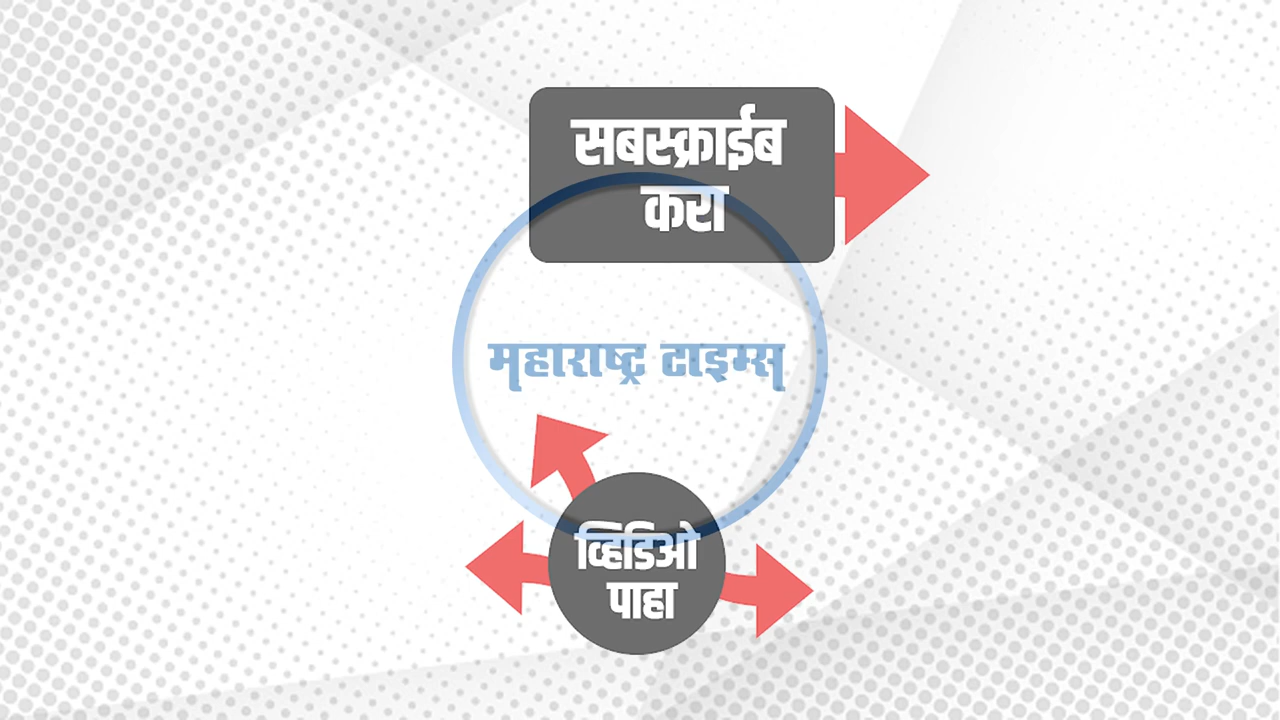 सबस्क्राईब
करा
महाराष्ट्र टाइम्स्
व्हिडिओ
पाहा